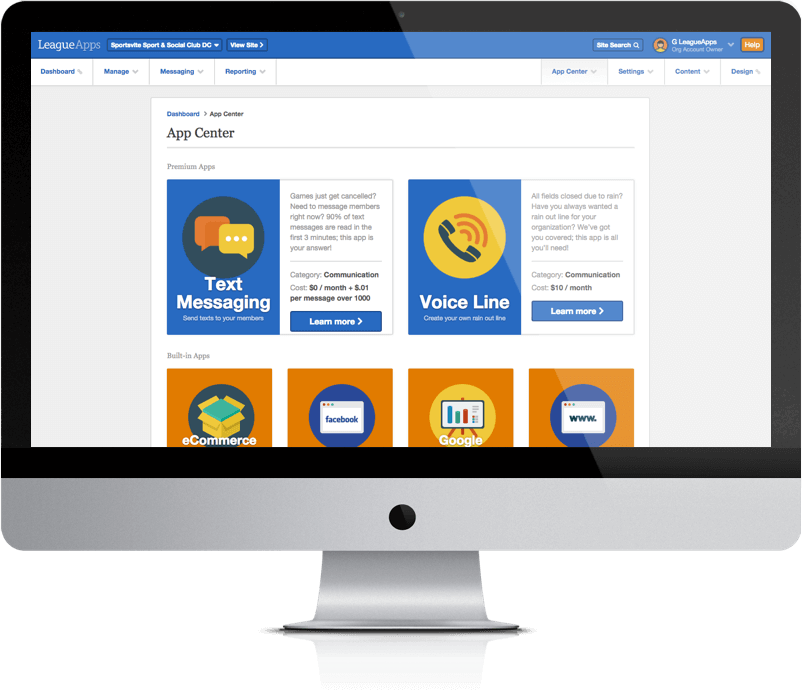 LeagueApps Sportsvite Sport & Social Club DC View Site Site Search G LeagueApps Help
Org Account Owner
Dashboard Manage Messaging Reporting App Center Settings Content Design
Dashboard App Center
App Center
Premium Apps
Text
Messaging
Send texts to your members
Games just get cancelled?
Need to message members
right now? 90% of text
messages are read in the
first 3 minutes; this app is
your answer!
Category: Communication
Cost: $0 / month + $.01
per message over 1000
Learn more
Voice Line
Create your own rain out line
All fields closed due to rain?
Have you always wanted a
rain out line for your
organization? We've got
you covered; this app is all
you'll need!
Category: Communication
Cost: $10 / month
Learn more
Built-in Apps
eCommerce
facebook
Google
www.